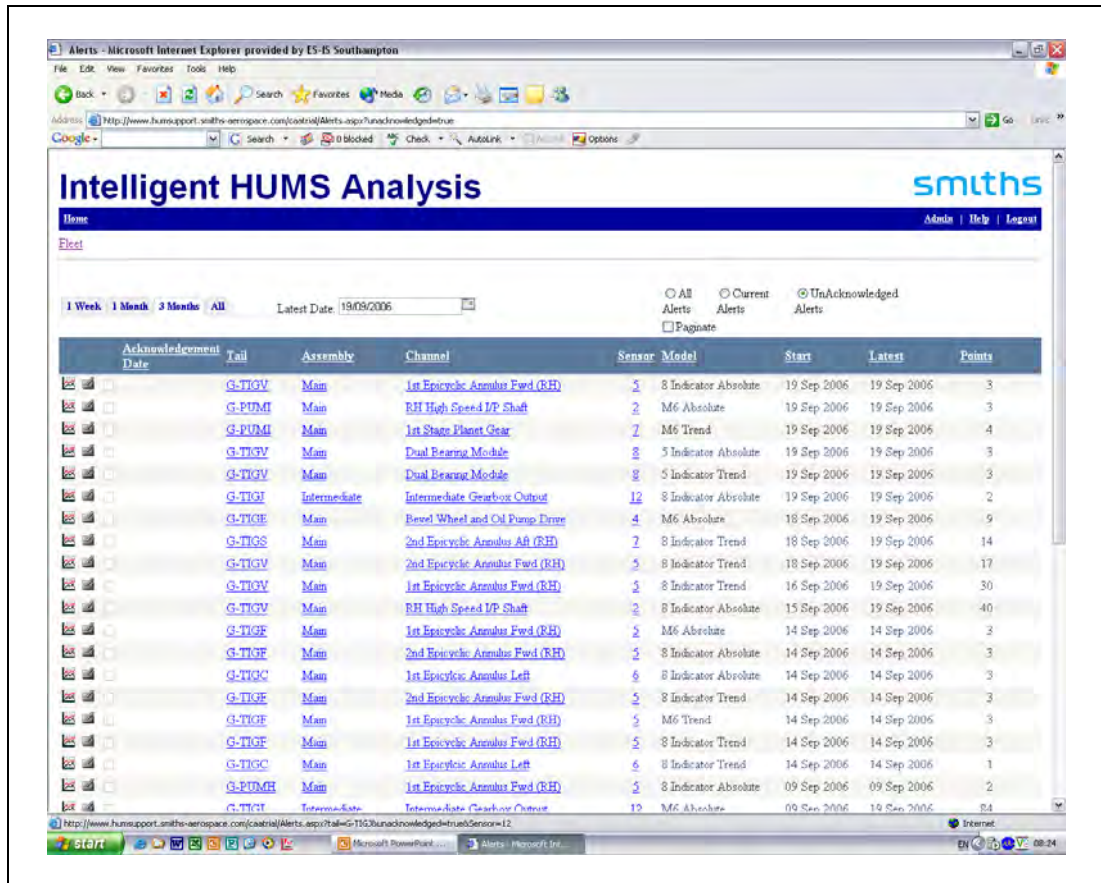 Alerts - Microsoft Internet Explorer provided by ES-IS Southampton
File Edit View Favorites Tools Help
Back Search Favorites Media
Address http://www.humsupport.smiths-aerospace.com/caatrial/Alerts.aspx?unacknowledged=true Go
Google Search 0 blocked Check AutoLink Options
Intelligent HUMS Analysis smiths
Home Admin | Help | Logout
Fleet
1 Week 1 Month 3 Months All Latest Date 19/09/2006 All Alerts Current Alerts UnAcknowledged Alerts
Paginate
Acknowledgement Date Tail Assembly Channel Sensor Model Start Latest Points
G-TIGV Main 1st Epicyclic Annulus Fwd (RH) 5 8 Indicator Absolute 19 Sep 2006 19 Sep 2006 3
G-PUMI Main RH High Speed I/P Shaft 2 M6 Absolute 19 Sep 2006 19 Sep 2006 3
G-PUMI Main 1st Stage Planet Gear 7 M6 Trend 19 Sep 2006 19 Sep 2006 4
G-TIGV Main Dual Bearing Module 8 5 Indicator Absolute 19 Sep 2006 19 Sep 2006 3
G-TIGV Main Dual Bearing Module 8 5 Indicator Trend 19 Sep 2006 19 Sep 2006 3
G-TIGJ Intermediate Intermediate Gearbox Output 12 8 Indicator Absolute 19 Sep 2006 19 Sep 2006 2
G-TIGE Main Bevel Wheel and Oil Pump Drive 4 M6 Absolute 18 Sep 2006 19 Sep 2006 9
G-TIGS Main 2nd Epicyclic Annulus Aft (RH) 7 8 Indicator Trend 18 Sep 2006 19 Sep 2006 14
G-TIGV Main 2nd Epicyclic Annulus Fwd (RH) 5 8 Indicator Trend 18 Sep 2006 19 Sep 2006 17
G-TIGV Main 1st Epicyclic Annulus Fwd (RH) 5 8 Indicator Trend 16 Sep 2006 19 Sep 2006 30
G-TIGV Main RH High Speed I/P Shaft 2 8 Indicator Absolute 15 Sep 2006 19 Sep 2006 40
G-TIGF Main 1st Epicyclic Annulus Fwd (RH) 5 M6 Absolute 14 Sep 2006 14 Sep 2006 3
G-TIGF Main 2nd Epicyclic Annulus Fwd (RH) 5 8 Indicator Absolute 14 Sep 2006 14 Sep 2006 3
G-TIGC Main 1st Epicylcic Annulus Left 6 8 Indicator Absolute 14 Sep 2006 14 Sep 2006 3
G-TIGF Main 2nd Epicyclic Annulus Fwd (RH) 5 8 Indicator Trend 14 Sep 2006 14 Sep 2006 3
G-TIGF Main 1st Epicyclic Annulus Fwd (RH) 5 M6 Trend 14 Sep 2006 14 Sep 2006 3
G-TIGF Main 1st Epicyclic Annulus Fwd (RH) 5 8 Indicator Trend 14 Sep 2006 14 Sep 2006 3
G-TIGC Main 1st Epicylcic Annulus Left 6 8 Indicator Trend 14 Sep 2006 14 Sep 2006 1
G-PUMH Main 1st Epicyclic Annulus Fwd (RH) 5 8 Indicator Absolute 09 Sep 2006 09 Sep 2006 2
Intermediate Intermediate Gearbox Output 12 M6 Absolute 09 Sep 2006 19 Sep 2006 84
http://www.humsupport.smiths-aerospace.com/caatrial/Alerts.aspx?tail=G-TIGJ&unacknowledged=true&Sensor=12 Internet
start Microsoft PowerPoint ... Alerts - Microsoft Int... EN 08:24